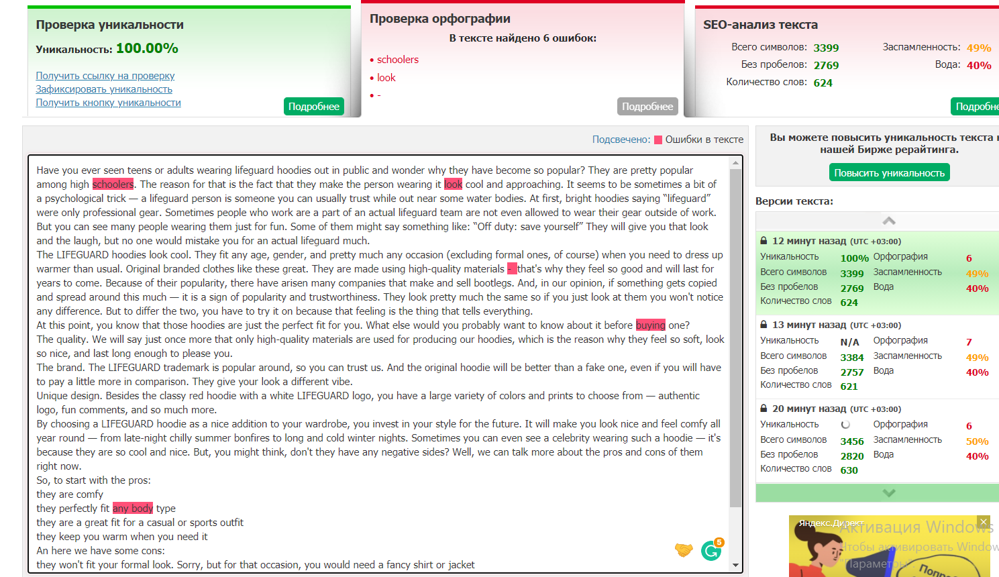 Проверка уникальности
Уникальность: 100.00%
Получить ссылку на проверку
Зафиксировать уникальность
Получить кнопку уникальности
Подробнее
Проверка орфографии
В тексте найдено 6 ошибок:
• schoolers
• look
• -
Подробнее
SEO-анализ текста
Всего символов: 3399 Заспамленность: 49%
Без пробелов: 2769 Вода: 40%
Количество слов: 624
Подробне
Подсвечено: Ошибки в тексте
Have you ever seen teens or adults wearing lifeguard hoodies out in public and wonder why they have become so popular? They are pretty popular
among high schoolers. The reason for that is the fact that they make the person wearing it look cool and approaching. It seems to be sometimes a bit of
a psychological trick — a lifeguard person is someone you can usually trust while out near some water bodies. At first, bright hoodies saying “lifeguard”
were only professional gear. Sometimes people who work are a part of an actual lifeguard team are not even allowed to wear their gear outside of work.
But you can see many people wearing them just for fun. Some of them might say something like: “Off duty: save yourself” They will give you that look
and the laugh, but no one would mistake you for an actual lifeguard much.
The LIFEGUARD hoodies look cool. They fit any age, gender, and pretty much any occasion (excluding formal ones, of course) when you need to dress up
warmer than usual. Original branded clothes like these great. They are made using high-quality materials - that's why they feel so good and will last for
years to come. Because of their popularity, there have arisen many companies that make and sell bootlegs. And, in our opinion, if something gets copied
and spread around this much — it is a sign of popularity and trustworthiness. They look pretty much the same so if you just look at them you won't notice
any difference. But to differ the two, you have to try it on because that feeling is the thing that tells everything.
At this point, you know that those hoodies are just the perfect fit for you. What else would you probably want to know about it before buying one?
The quality. We will say just once more that only high-quality materials are used for producing our hoodies, which is the reason why they feel so soft, look
so nice, and last long enough to please you.
The brand. The LIFEGUARD trademark is popular around, so you can trust us. And the original hoodie will be better than a fake one, even if you will have
to pay a little more in comparison. They give your look a different vibe.
Unique design. Besides the classy red hoodie with a white LIFEGUARD logo, you have a large variety of colors and prints to choose from — authentic
logo, fun comments, and so much more.
By choosing a LIFEGUARD hoodie as a nice addition to your wardrobe, you invest in your style for the future. It will make you look nice and feel comfy all
year round — from late-night chilly summer bonfires to long and cold winter nights. Sometimes you can even see a celebrity wearing such a hoodie — it's
because they are so cool and nice. But, you might think, don't they have any negative sides? Well, we can talk more about the pros and cons of them
right now.
So, to start with the pros:
they are comfy
they perfectly fit any body type
they are a great fit for a casual or sports outfit
they keep you warm when you need it
An here we have some cons:
they won't fit your formal look. Sorry, but for that occasion, you would need a fancy shirt or jacket
5
Вы можете повысить уникальность текста н
нашей Бирже рерайтинга.
Повысить уникальность
Версии текста:
12 минут назад (UTC +03:00)
Уникальность 100% Орфография 6
Всего символов 3399 Заспамленность 49%
Без пробелов 2769 Вода 40%
Количество слов 624
13 минут назад (UTC +03:00)
Уникальность N/A Орфография 7
Всего символов 3384 Заспамленность 49%
Без пробелов 2757 Вода 40%
Количество слов 621
20 минут назад (UTC +03:00)
Уникальность Орфография 6
Всего символов 3456 Заспамленность 50%
Без пробелов 2820 Вода 40%
Количество слов 630
Яндекс.Директ
Активация Windows
Чтобы активировать Window
"Параметры".